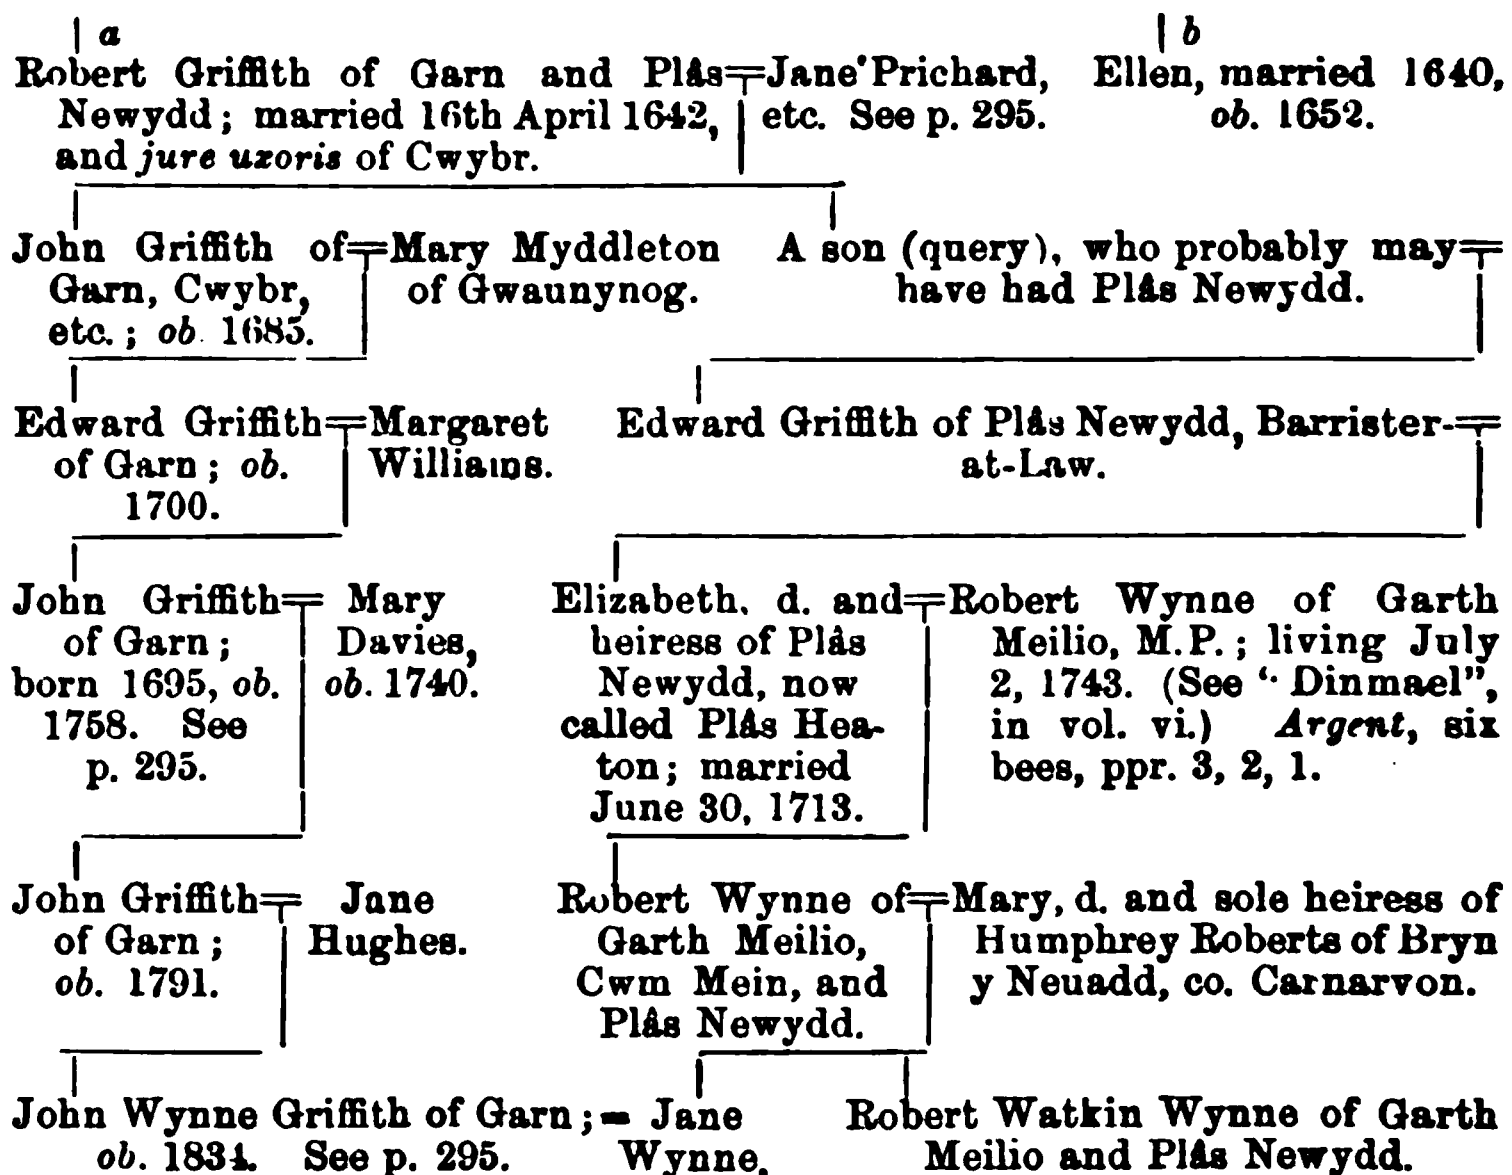 a
b
Robert Griffith of Garn and Plâs=Jane Prichard, Ellen, married 1640,
Newydd; married 16th April 1642, etc. See p. 295. ob. 1652.
and jure uxoris of Cwybr.
John Griffith of=Mary Myddleton
Garn, Cwybr, of Gwaunynog.
etc.; ob. 1685.
A son (query), who probably may=
have had Plâs Newydd.
Edward Griffith=Margaret
of Garn; ob. Williams.
1700.
Edward Griffith of Plâs Newydd, Barrister-=
at-Law.
John Griffith= Mary
of Garn; Davies,
born 1695, ob. ob. 1740.
1758. See
p. 295.
Elizabeth, d. and=Robert Wynne of Garth
heiress of Plâs Meilio, M.P.; living July
Newydd, now 2, 1743. (See "Dinmael",
called Plâs Hea- in vol. vi.) Argent, six
ton; married bees, ppr. 3, 2, 1.
June 30, 1713.
John Griffith= Jane
of Garn; Hughes.
ob. 1791.
Robert Wynne of=Mary, d. and sole heiress of
Garth Meilio, Humphrey Roberts of Bryn
Cwm Mein, and y Neuadd, co. Carnarvon.
Plâs Newydd.
John Wynne Griffith of Garn;= Jane
ob. 1834. See p. 295. Wynne,
Robert Watkin Wynne of Garth
Meilio and Plâs Newydd.